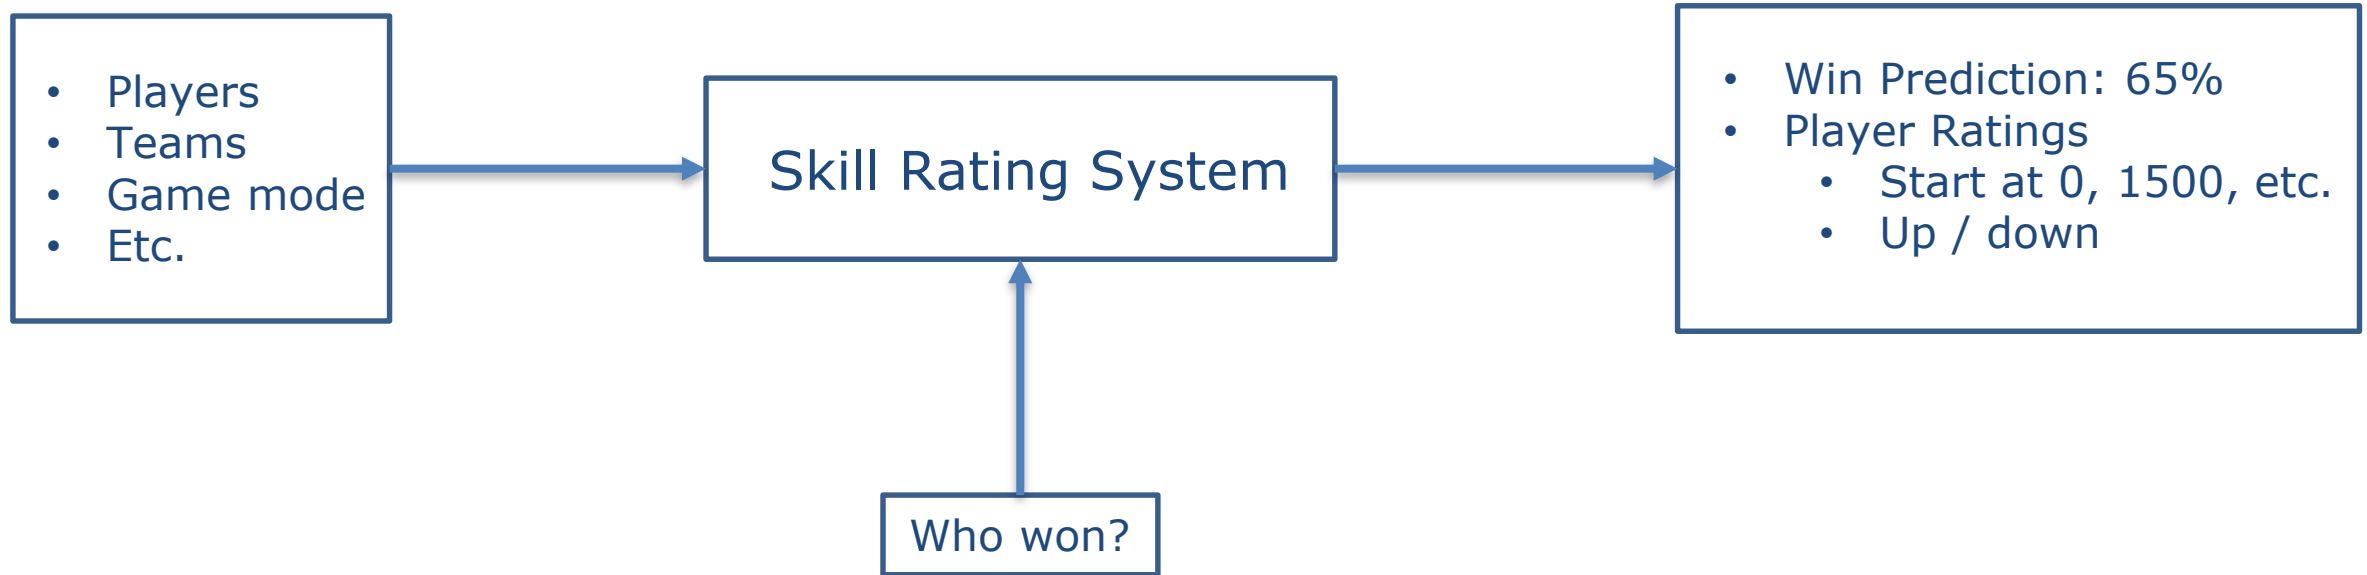 • Players
• Teams
• Game mode
• Etc.
Skill Rating System
• Win Prediction: 65%
• Player Ratings
• Start at 0, 1500, etc.
• Up / down
Who won?